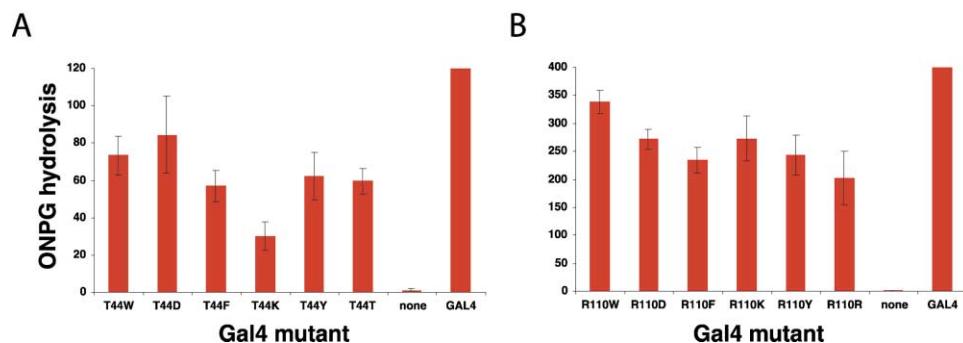 A
ONPG hydrolysis
120
100
80
60
40
20
0
T44W T44D T44F T44K T44Y T44T none GAL4
Gal4 mutant
B
400
350
300
250
200
150
100
50
0
R110W R110D R110F R110K R110Y R110R none GAL4
Gal4 mutant